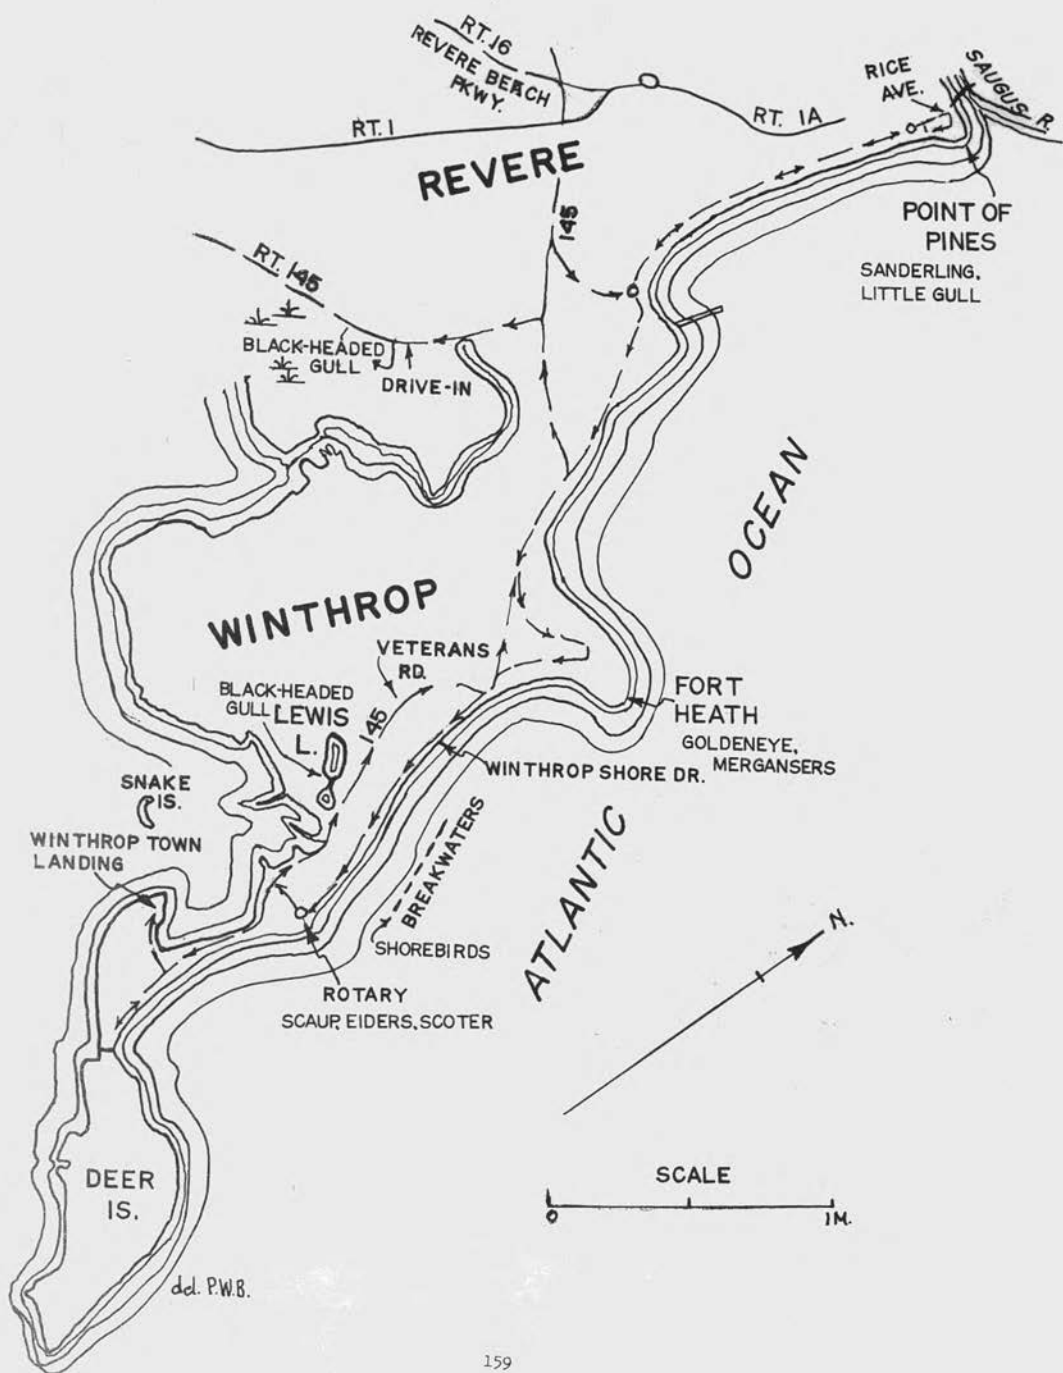 RT. 16
REVERE BEACH
PKWY.
RT. 1
RT. 1A
RICE
AVE.
SAUGUS R.
REVERE
145
POINT OF
PINES
SANDERLING,
LITTLE GULL
RT. 145
BLACK-HEADED
GULL
DRIVE-IN
OCEAN
WINTHROP
VETERANS
RD.
BLACK-HEADED
GULL
LEWIS
L.
145
FORT
HEATH
GOLDENEYE,
MERGANSERS
WINTHROP SHORE DR.
SNAKE
IS.
WINTHROP TOWN
LANDING
BREAKWATERS
ATLANTIC
SHOREBIRDS
N.
ROTARY
SCAUP, EIDERS, SCOTER
DEER
IS.
SCALE
0 1M.
del. P.W.B.
159